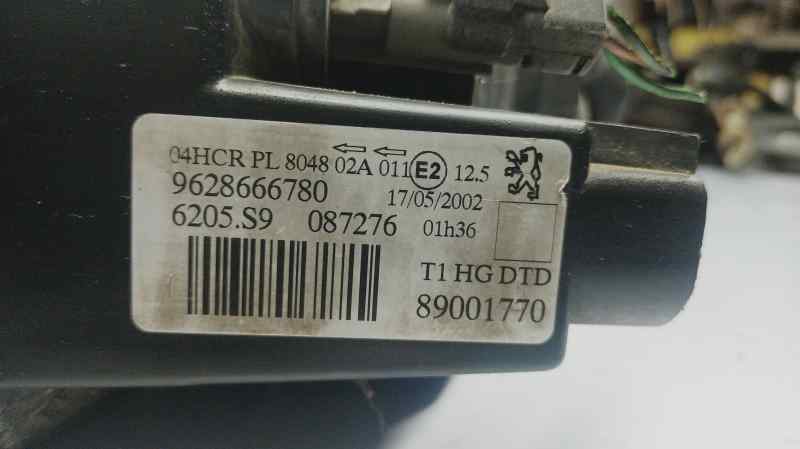 04HCR PL 8048 02A 011 E2 12.5
9628666780 17/05/2002
6205.S9 087276 01h36
T1 HG DTD
89001770